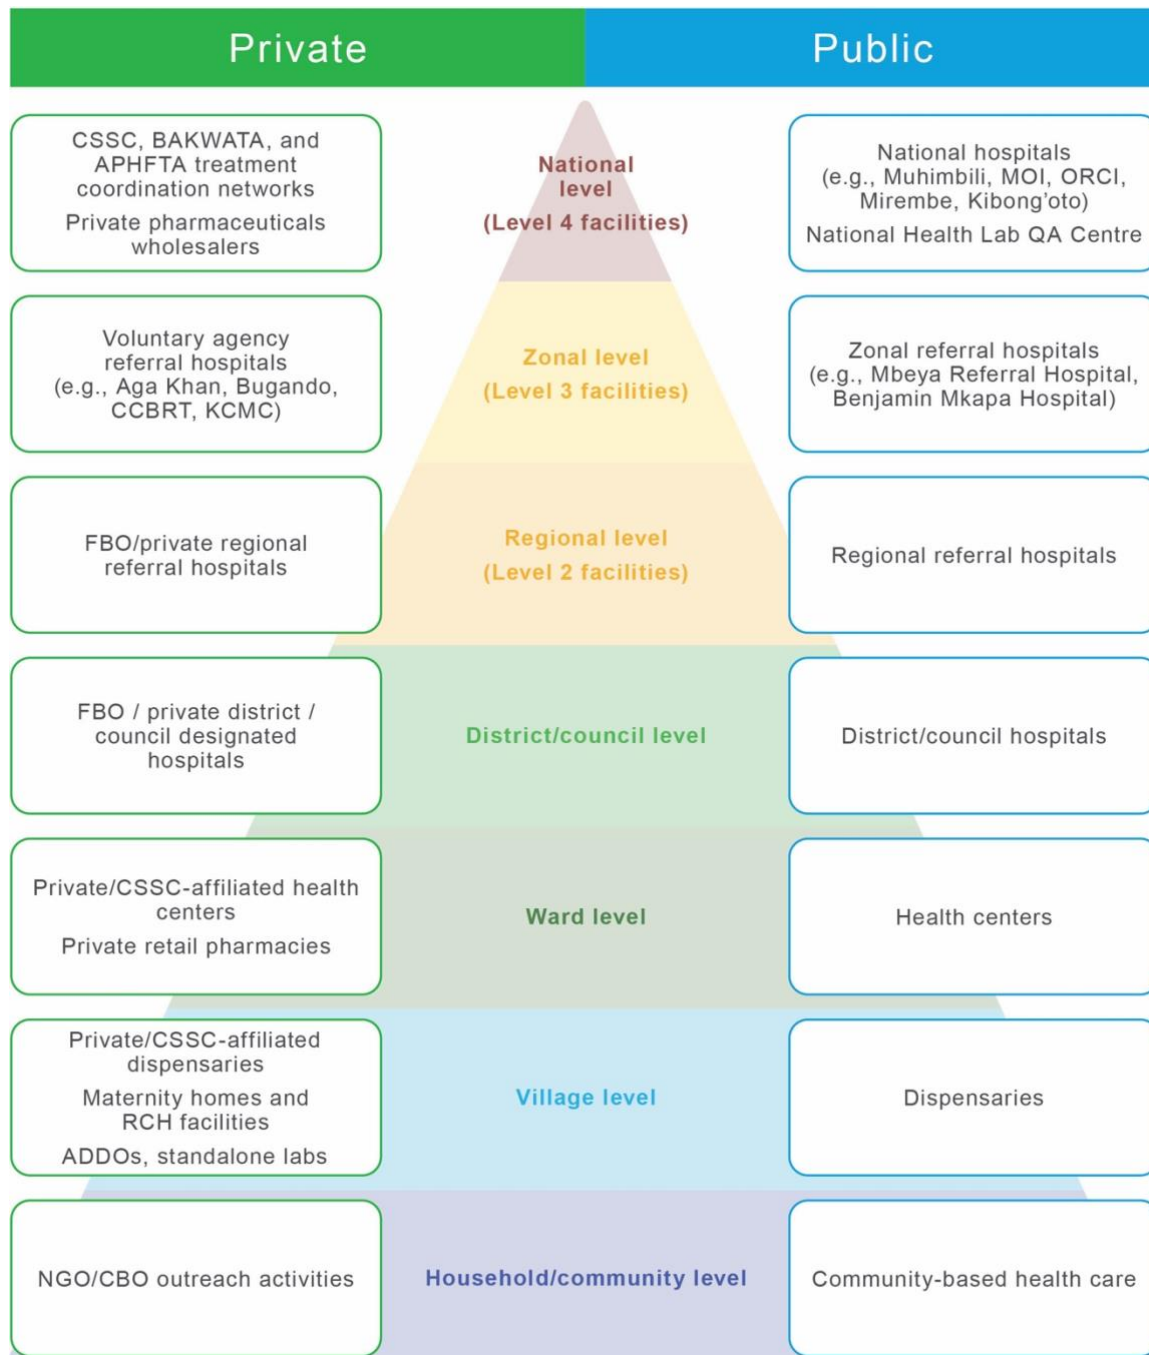 Private
Public
CSSC, BAKWATA, and
APHFTA treatment
coordination networks
Private pharmaceuticals
wholesalers
National
level
(Level 4 facilities)
National hospitals
(e.g., Muhimbili, MOI, ORCI,
Mirembe, Kibong’oto)
National Health Lab QA Centre
Voluntary agency
referral hospitals
(e.g., Aga Khan, Bugando,
CCBRT, KCMC)
Zonal level
(Level 3 facilities)
Zonal referral hospitals
(e.g., Mbeya Referral Hospital,
Benjamin Mkapa Hospital)
FBO/private regional
referral hospitals
Regional level
(Level 2 facilities)
Regional referral hospitals
FBO / private district /
council designated
hospitals
District/council level
District/council hospitals
Private/CSSC-affiliated health
centers
Private retail pharmacies
Ward level
Health centers
Private/CSSC-affiliated
dispensaries
Maternity homes and
RCH facilities
ADDOs, standalone labs
Village level
Dispensaries
NGO/CBO outreach activities
Household/community level
Community-based health care